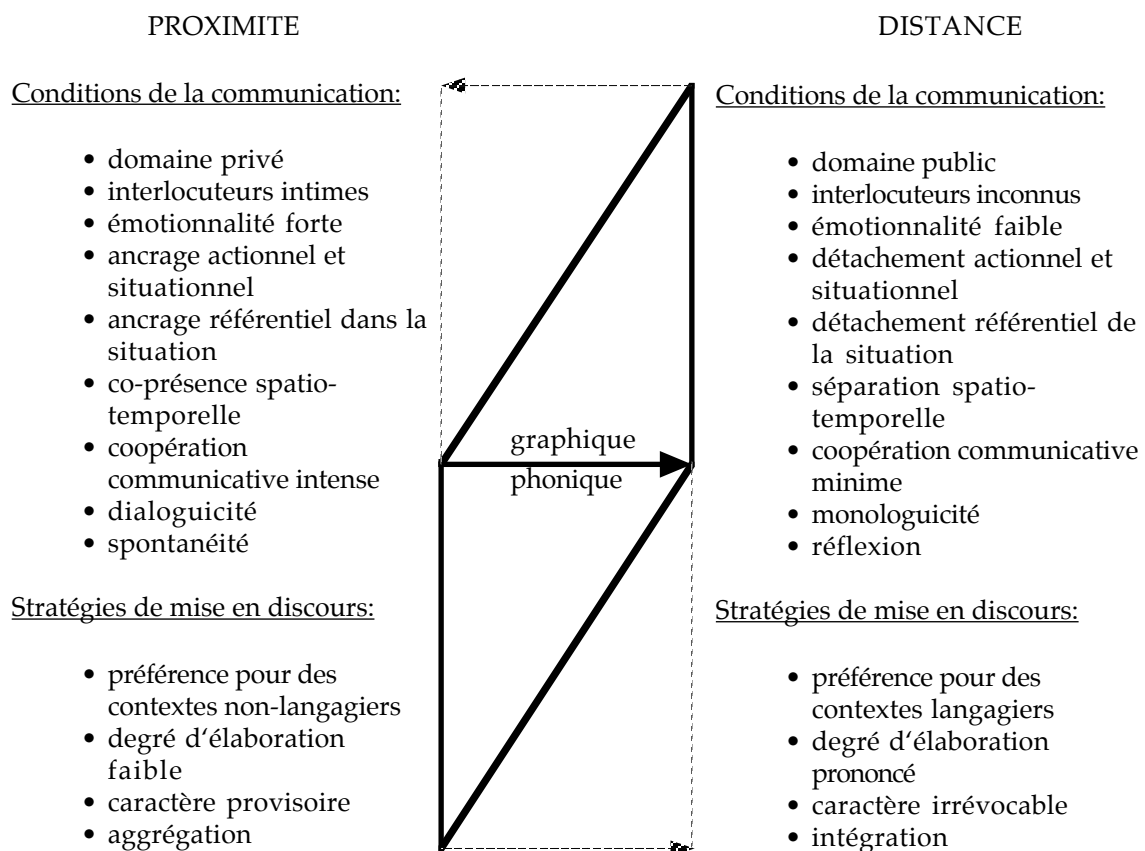 PROXIMITE
Conditions de la communication:
• domaine privé
• interlocuteurs intimes
• émotionnalité forte
• ancrage actionnel et
situationnel
• ancrage référentiel dans la
situation
• co-présence spatio-
temporelle
• coopération
communicative intense
• dialoguicité
• spontanéité
Stratégies de mise en discours:
• préférence pour des
contextes non-langagiers
• degré d‘élaboration
faible
• caractère provisoire
• aggrégation
graphique
phonique
DISTANCE
Conditions de la communication:
• domaine public
• interlocuteurs inconnus
• émotionnalité faible
• détachement actionnel et
situationnel
• détachement référentiel de
la situation
• séparation spatio-
temporelle
• coopération communicative
minime
• monologuicité
• réflexion
Stratégies de mise en discours:
• préférence pour des
contextes langagiers
• degré d‘élaboration
prononcé
• caractère irrévocable
• intégration